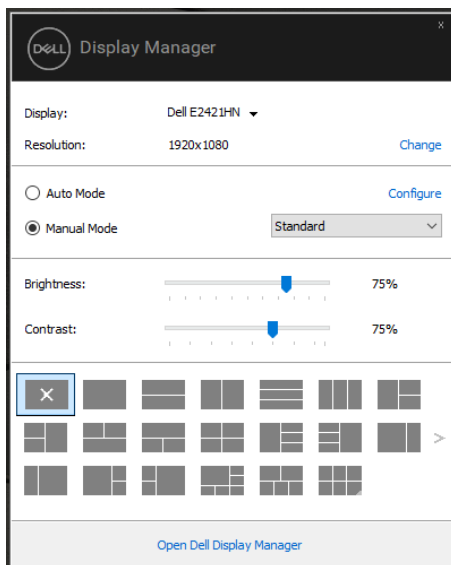 x
DELL Display Manager
Display: Dell E2421HN
Resolution: 1920x1080 Change
Auto Mode Configure
Manual Mode Standard
Brightness: 75%
Contrast: 75%
Open Dell Display Manager